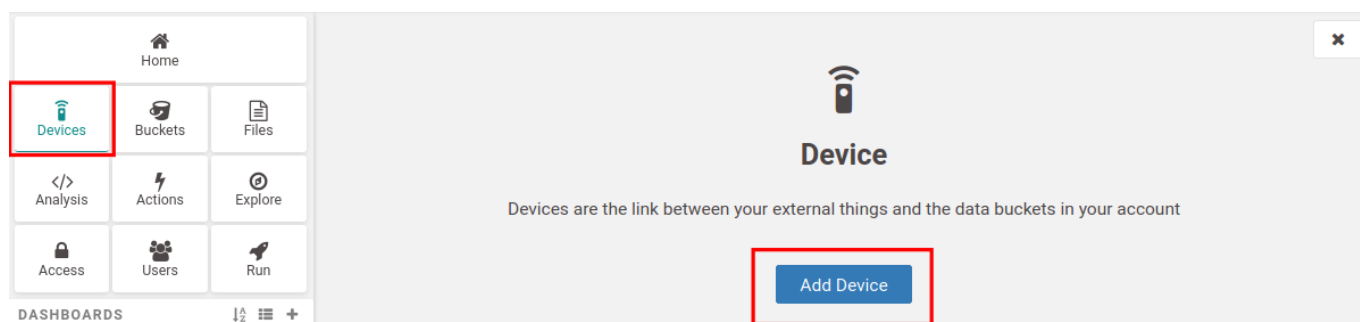 Home
Devices
Buckets
Files
</> Analysis
Actions
Explore
Access
Users
Run
DASHBOARDS
Device
Devices are the link between your external things and the data buckets in your account
Add Device